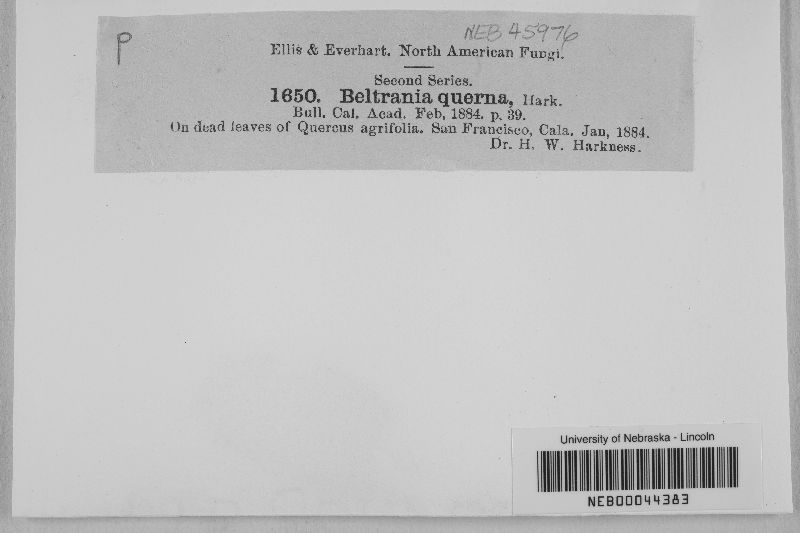 P
NEB 45976
Ellis & Everhart. North American Fungi.
Second Series.
1650. Beltrania querna, Hark.
Bull. Cal. Acad. Feb, 1884. p. 39.
On dead leaves of Quercus agrifolia. San Francisco, Cala. Jan, 1884.
Dr. H. W. Harkness.
University of Nebraska - Lincoln
NEB00044383